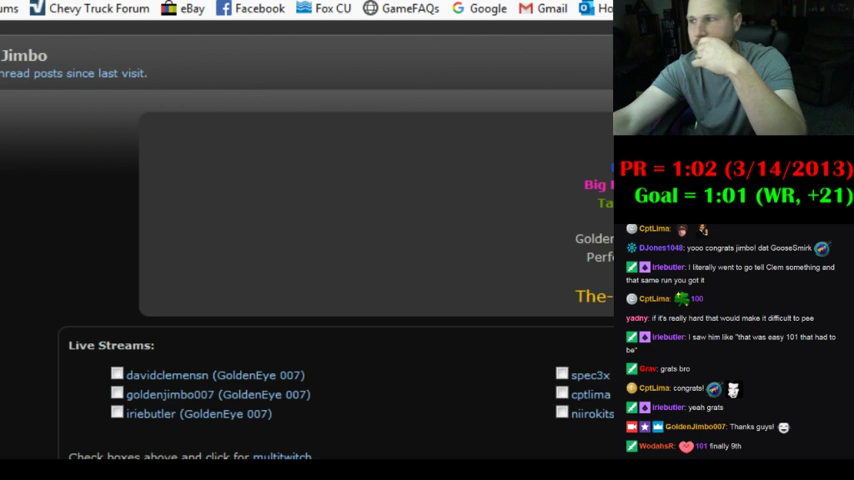 ums Chevy Truck Forum eBay Facebook Fox CU GameFAQs Google Gmail Ho
Jimbo
nread posts since last visit.
Big
Ta
Golden
Perf
The-
Live Streams:
davidclemensn (GoldenEye 007)
goldenjimbo007 (GoldenEye 007)
iriebutler (GoldenEye 007)
spec3x
cptlima
niirokits
Check boxes above and click for multitwitch
PR = 1:02 (3/14/2013)
Goal = 1:01 (WR, +21)
CptLima:
DJones1048: yooo congrats jimbo! dat GooseSmirk
iriebutler: I literally went to go tell Clem something and
that same run you got it
CptLima: 100
yadny: if it's really hard that would make it difficult to pee
iriebutler: I saw him like "that was easy 101 that had to
be"
Grav: grats bro
CptLima: congrats!
iriebutler: yeah grats
GoldenJimbo007: Thanks guys!
WodahsR: 101 finally 9th